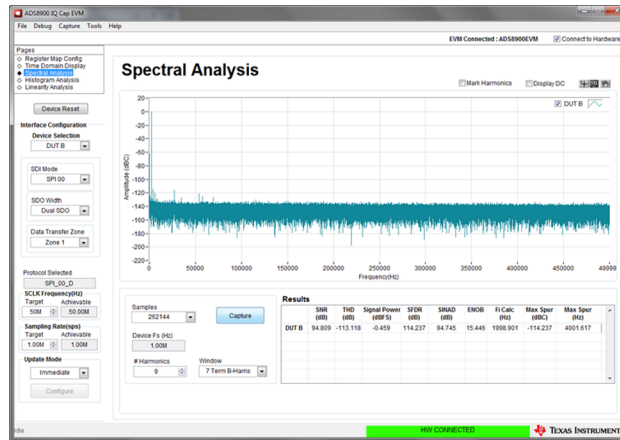 ADS8900 IQ Cap EVM
File Debug Capture Tools Help
EVM Connected : ADS8900EVM Connect to Hardware
Pages
Register Map Config
Time Domain Display
Spectral Analysis
Histogram Analysis
Linearity Analysis
Device Reset
Interface Configuration
Device Selection
DUT B
SDI Mode
SPI 00
SDO Width
Dual SDO
Data Transfer Zone
Zone 1
Protocol Selected
SPI_00_D
SCLK Frequency(Hz)
Target Achievable
50M 50.00M
Sampling Rate(sps)
Target Achievable
1.00M 1.00M
Update Mode
Immediate
Configure
Spectral Analysis
Mark Harmonics Display DC
DUT B
Amplitude (dBC)
20
0
-20
-40
-60
-80
-100
-120
-140
-160
-180
-200
-220
0 50000 100000 150000 200000 250000 300000 350000 400000 450000 49999
Frequency(Hz)
Samples
262144
Capture
Device Fs (Hz)
1.00M
# Harmonics Window
9 7 Term B-Harris
Results
SNR (dB) THD (dB) Signal Power (dBFS) SFDR (dB) SINAD (dB) ENOB Fi Calc (Hz) Max Spur (dBC) Max Spur (Hz)
DUT B 94.809 -113.118 -0.459 114.237 94.745 15.446 1998.901 -114.237 4001.617
Idle
HW CONNECTED
TEXAS INSTRUMENT